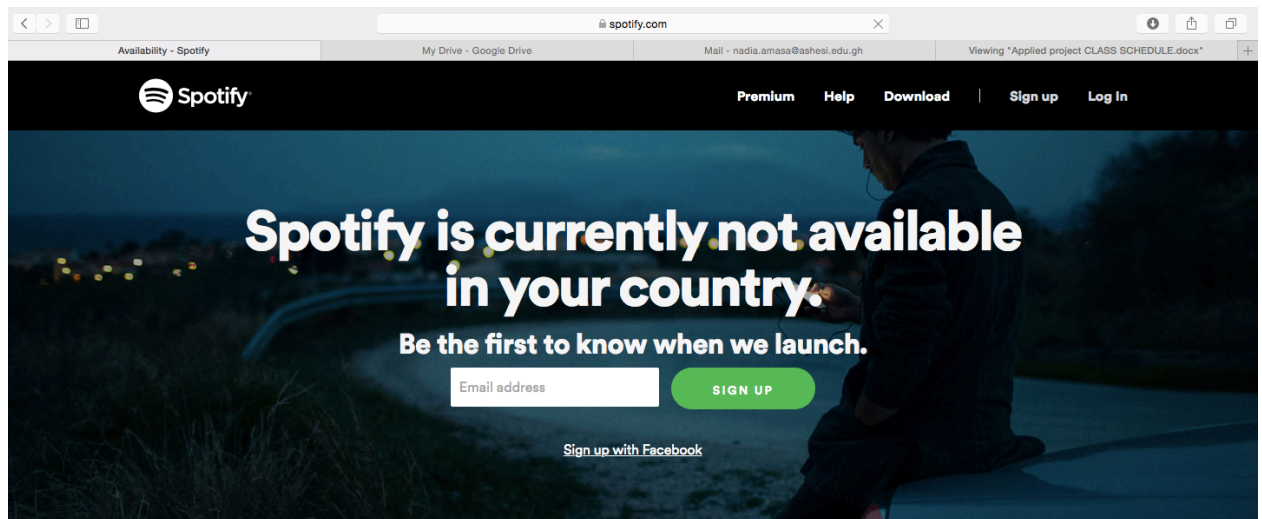 spotify.com
Availability - Spotify
My Drive - Google Drive
Mail - nadia.amasa@ashesi.edu.gh
Viewing "Applied project CLASS SCHEDULE.docx"
Spotify
Premium Help Download | Sign up Log In
Spotify is currently not available
in your country.
Be the first to know when we launch.
Email address
SIGN UP
Sign up with Facebook